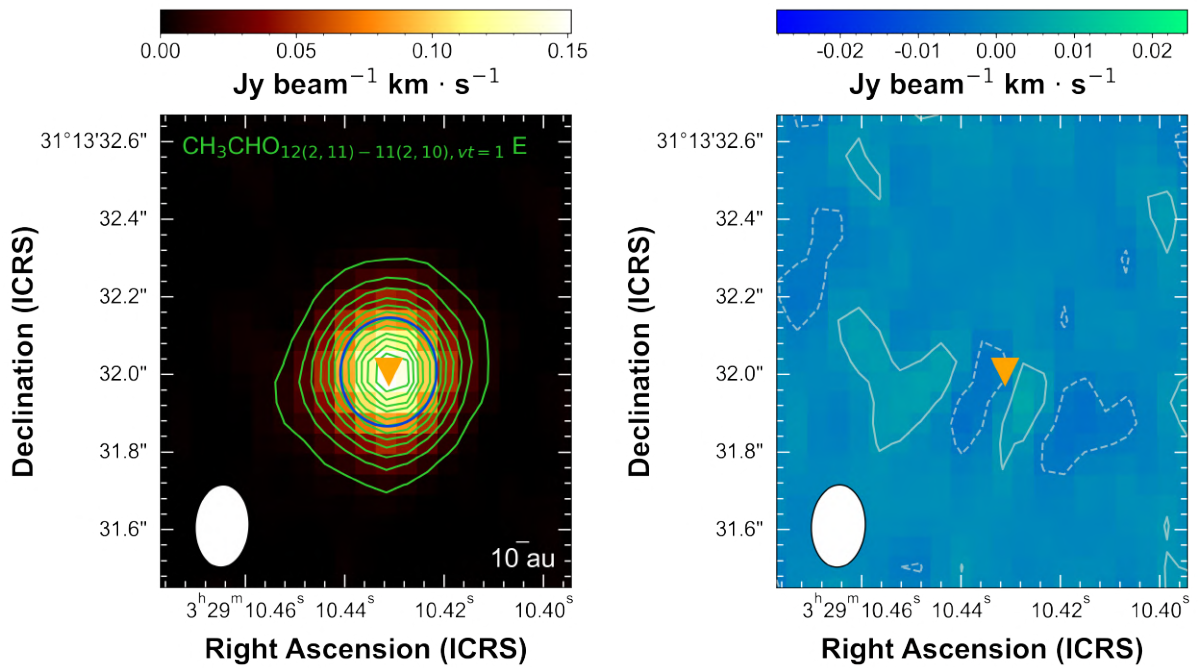 0.00 0.05 0.10 0.15
Jy beam⁻¹ km · s⁻¹
CH₃CHO₁₂₍₂,₁₁₎₋₁₁₍₂,₁₀₎,ᵥₜ₌₁ E
31°13'32.6"
32.4"
32.2"
32.0"
31.8"
31.6"
Declination (ICRS)
10 au
3ʰ29ᵐ10.46ˢ 10.44ˢ 10.42ˢ 10.40ˢ
Right Ascension (ICRS)
-0.02 -0.01 0.00 0.01 0.02
Jy beam⁻¹ km · s⁻¹
31°13'32.6"
32.4"
32.2"
32.0"
31.8"
31.6"
Declination (ICRS)
3ʰ29ᵐ10.46ˢ 10.44ˢ 10.42ˢ 10.40ˢ
Right Ascension (ICRS)